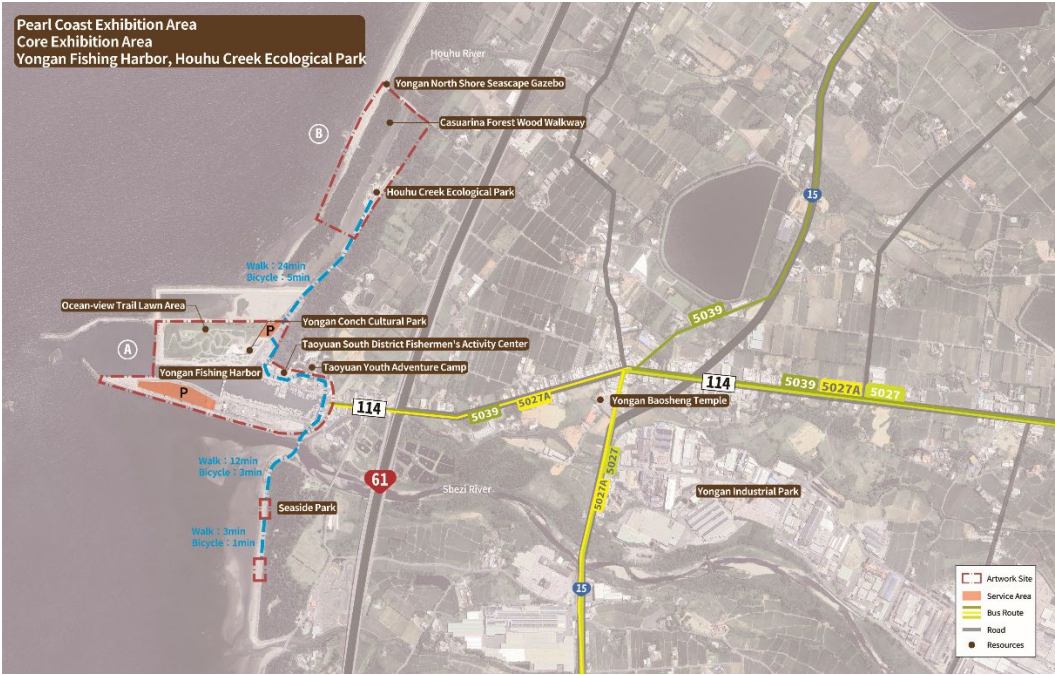 Pearl Coast Exhibition Area
Core Exhibition Area
Yongan Fishing Harbor, Houhu Creek Ecological Park
Houhu River
Yongan North Shore Seascape Gazebo
Casuarina Forest Wood Walkway
B
Houhu Creek Ecological Park
15
Walk：24min
Bicycle：5min
Ocean-view Trail Lawn Area
P
Yongan Conch Cultural Park
5039
A
Taoyuan South District Fishermen's Activity Center
Yongan Fishing Harbor
Taoyuan Youth Adventure Camp
P
114
5039
5027A
114
5039 5027A 5027
Yongan Baosheng Temple
Walk：12min
Bicycle：3min
61
Sbezi River
5027A 5027
Yongan Industrial Park
Seaside Park
Walk：3min
Bicycle：1min
15
Artwork Site
Service Area
Bus Route
Road
Resources